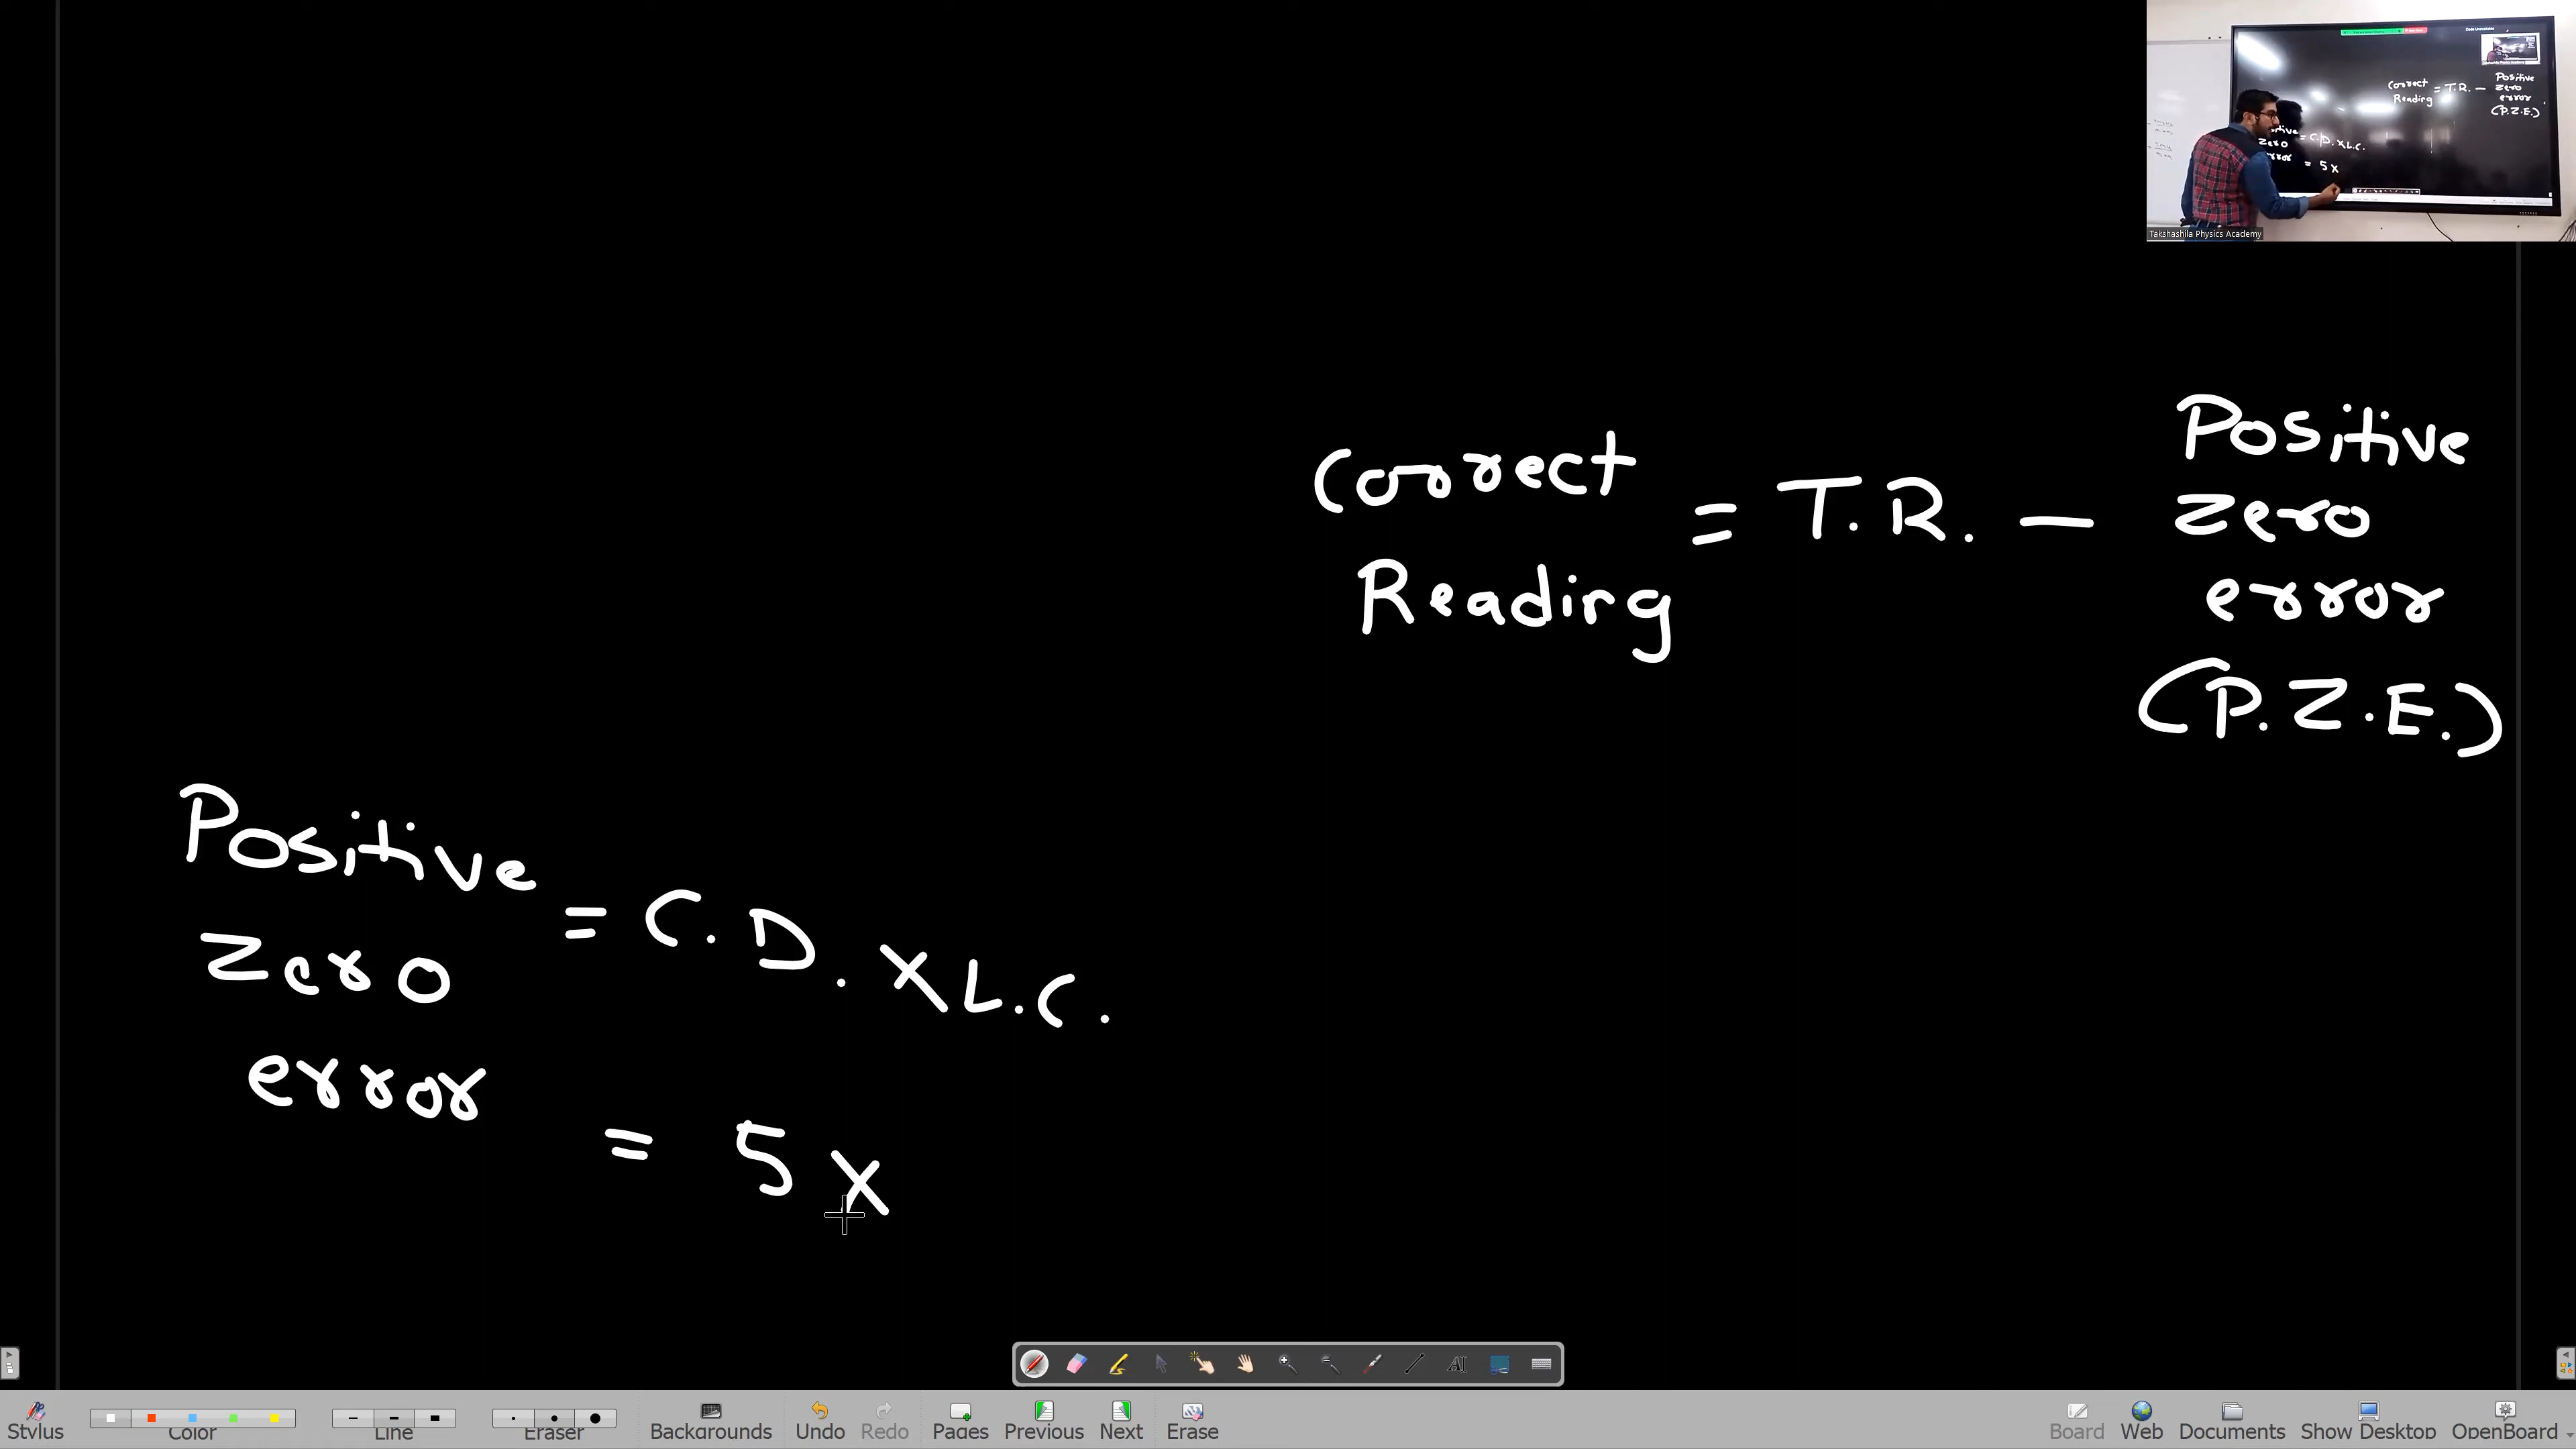 Takshashila Physics Academy
Correct Reading = T.R. — Positive zero error (P.Z.E.)
Positive zero error = C.D. X L.C.
= 5 X
Stylus Color Line Eraser Backgrounds Undo Redo Pages Previous Next Erase Board Web Documents Show Desktop OpenBoard